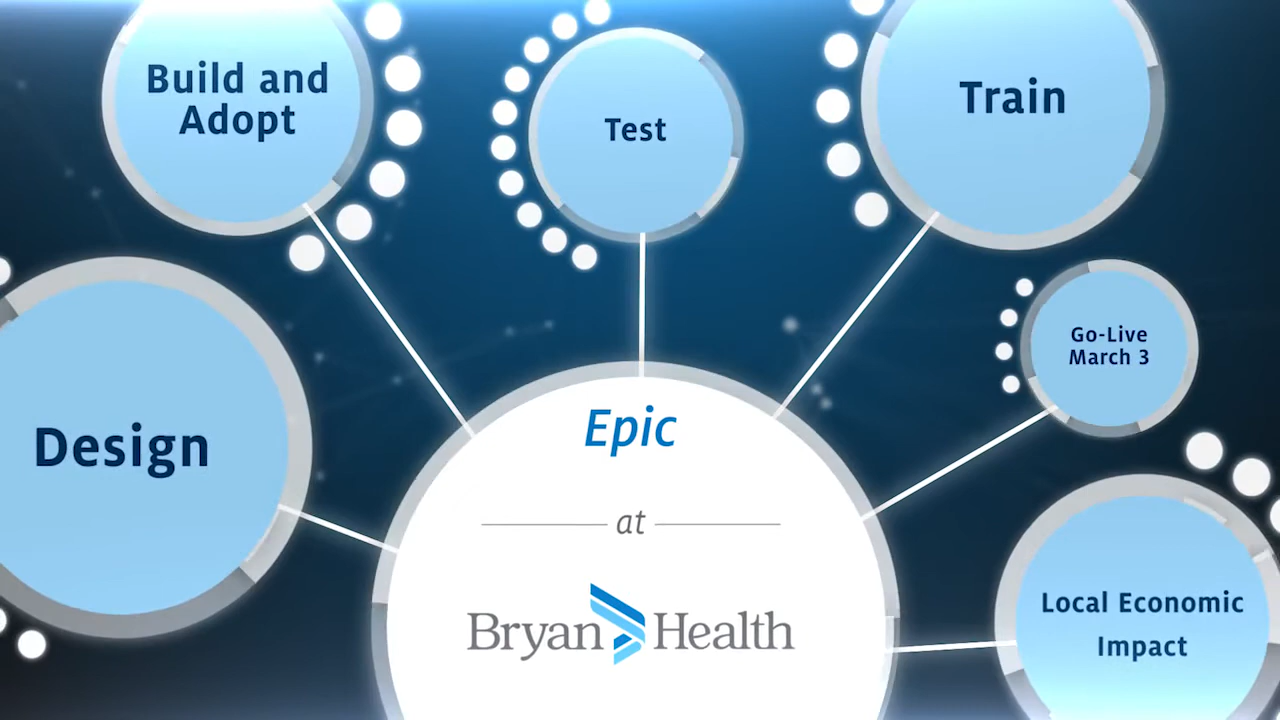 Build and
Adopt
Test
Train
Go-Live
March 3
Design
Epic
at
Bryan Health
Local Economic
Impact